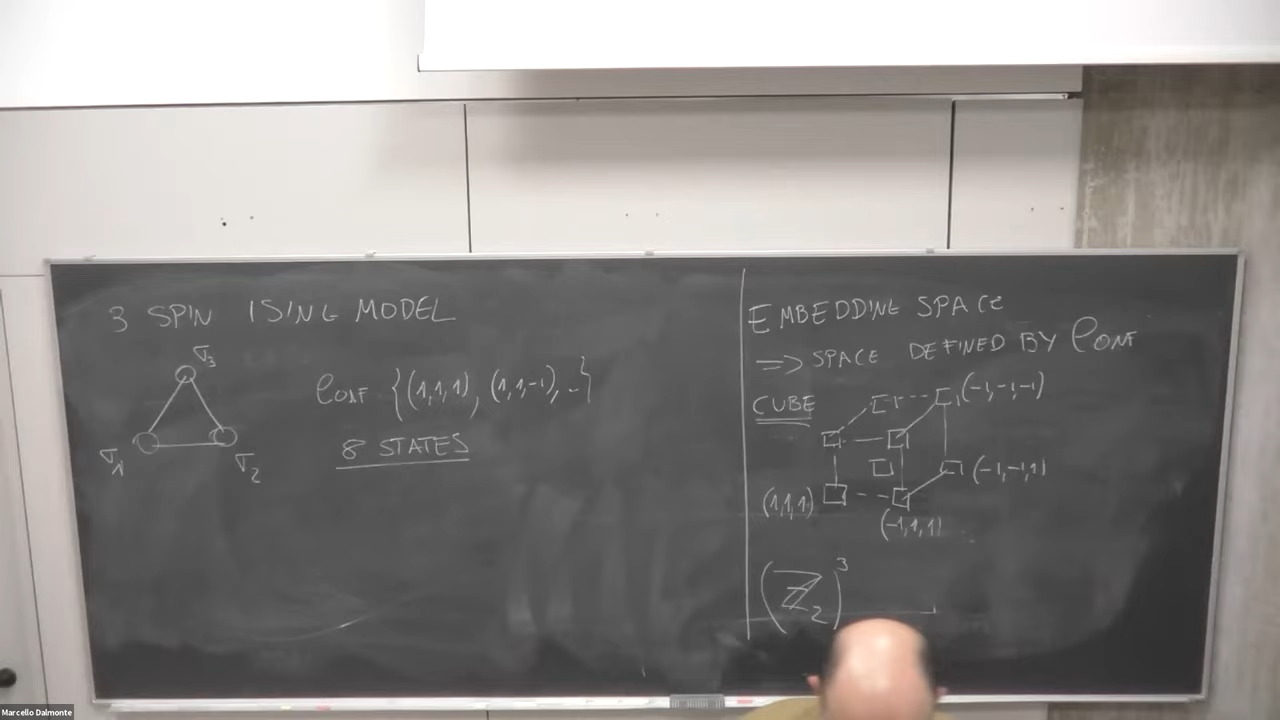 3 SPIN ISING MODEL
σ3
σ1
σ2
Conf {(1,1,1), (1,1,-1), ..}
8 STATES
EMBEDDING SPACE
=> SPACE DEFINED BY Conf
CUBE
(-1,-1,-1)
(-1,-1,1)
(1,1,1)
(-1,1,1)
(ℤ2)^3
Marcello Dalmonte